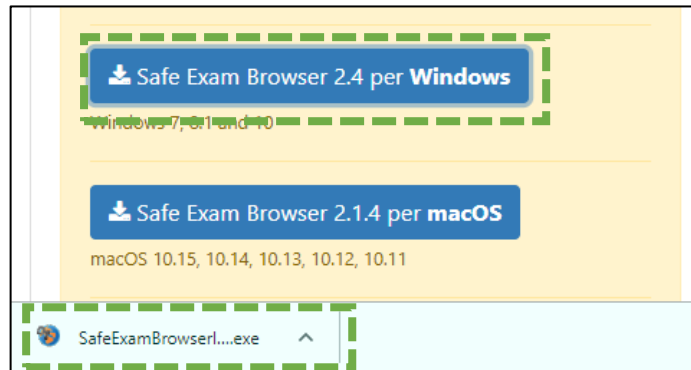 Safe Exam Browser 2.4 per Windows
Windows 7, 8.1 and 10
Safe Exam Browser 2.1.4 per macOS
macOS 10.15, 10.14, 10.13, 10.12, 10.11
SafeExamBrowserI....exe